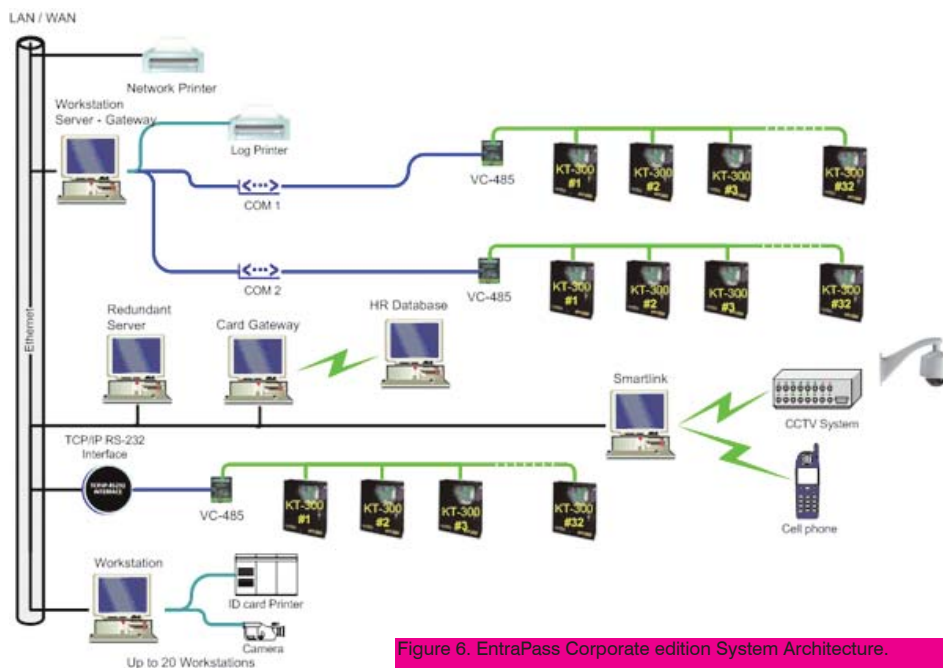 LAN / WAN
Network Printer
Workstation
Server - Gateway
Log Printer
COM 1
VC-485
KT-300
#1
KT-300
#2
KT-300
#3
KT-300
#32
COM 2
VC-485
KT-300
#1
KT-300
#2
KT-300
#3
KT-300
#32
Ethernet
Redundant
Server
Card Gateway
HR Database
Smartlink
CCTV System
Cell phone
TCP/IP RS-232
Interface
TCP/IP-RS232
INTERFACE
VC-485
KT-300
#1
KT-300
#2
KT-300
#3
KT-300
#32
Workstation
ID card Printer
Camera
Up to 20 Workstations
Figure 6. EntraPass Corporate edition System Architecture.